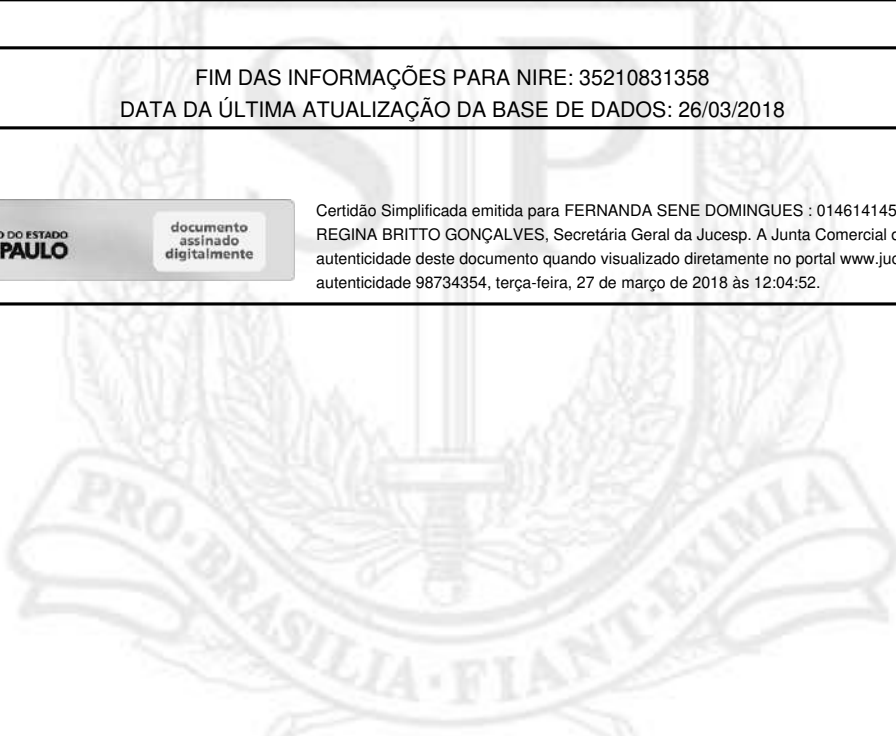 FIM DAS INFORMAÇÕES PARA NIRE: 35210831358
DATA DA ÚLTIMA ATUALIZAÇÃO DA BASE DE DADOS: 26/03/2018
DO ESTADO
PAULO
documento
assinado
digitalmente
Certidão Simplificada emitida para FERNANDA SENE DOMINGUES : 014614145
REGINA BRITTO GONÇALVES, Secretária Geral da Jucesp. A Junta Comercial
autenticidade deste documento quando visualizado diretamente no portal
autenticidade 98734354, terça-feira, 27 de março de 2018 às 12:04:52.
SP
PRO·BRASILIA·FIANT·EXIMIA